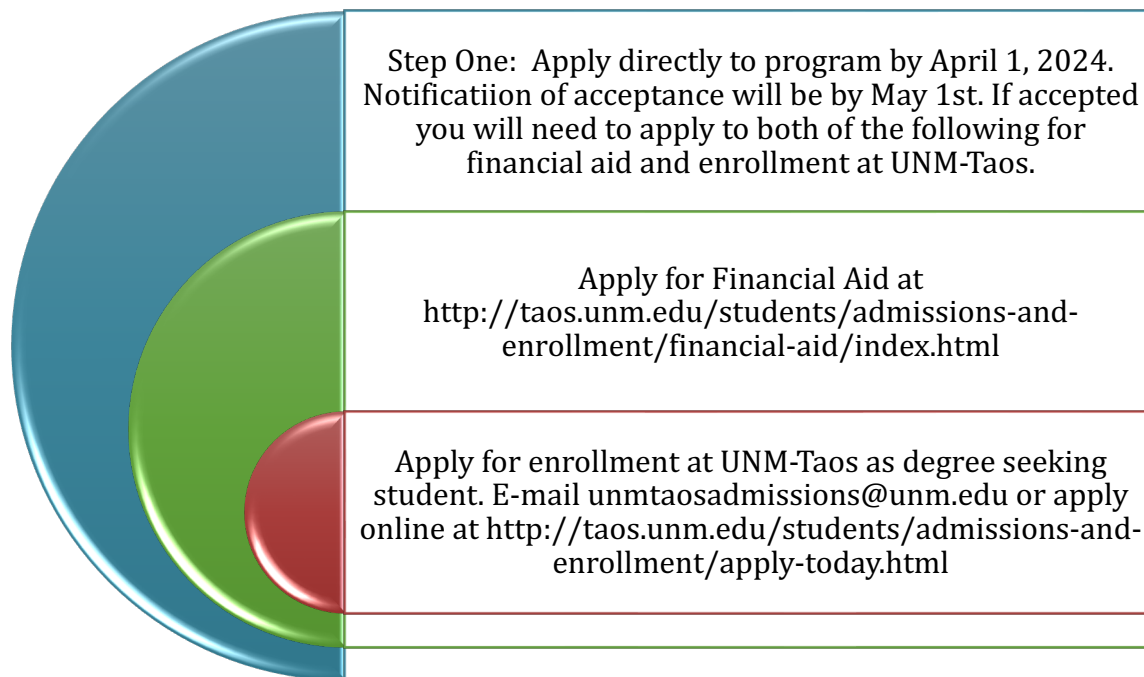 Step One:  Apply directly to program by April 1, 2024.
Notificatiion of acceptance will be by May 1st. If accepted
you will need to apply to both of the following for
financial aid and enrollment at UNM-Taos.
Apply for Financial Aid at
http://taos.unm.edu/students/admissions-and-
enrollment/financial-aid/index.html
Apply for enrollment at UNM-Taos as degree seeking
student. E-mail unmtaosadmissions@unm.edu or apply
online at http://taos.unm.edu/students/admissions-and-
enrollment/apply-today.html